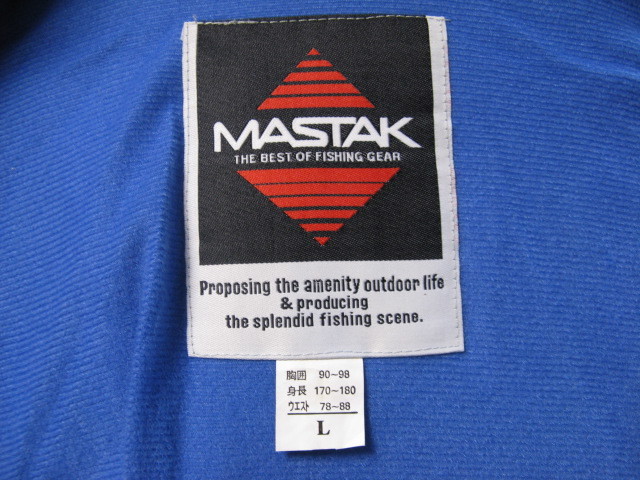 MASTAK
THE BEST OF FISHING GEAR
Proposing the amenity outdoor life
& producing
the splendid fishing scene.
胸囲 90~98
身長 170~180
ウエスト 78~88
L